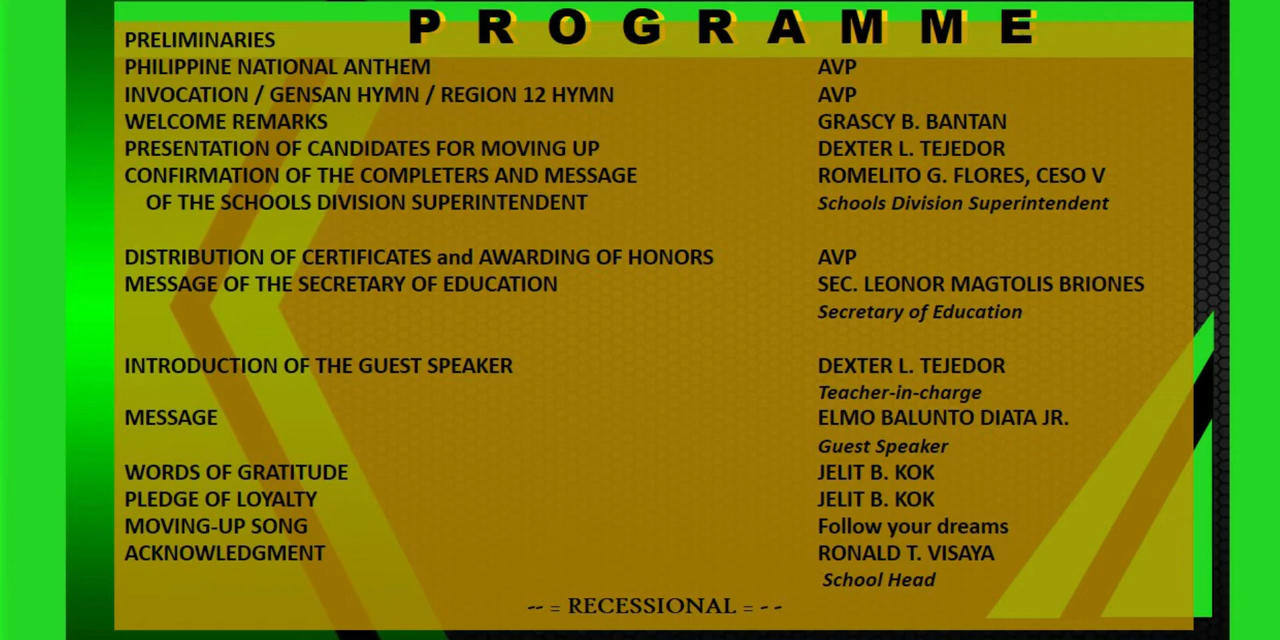 PROGRAMME
PRELIMINARIES
PHILIPPINE NATIONAL ANTHEM AVP
INVOCATION / GENSAN HYMN / REGION 12 HYMN AVP
WELCOME REMARKS GRASCY B. BANTAN
PRESENTATION OF CANDIDATES FOR MOVING UP DEXTER L. TEJEDOR
CONFIRMATION OF THE COMPLETERS AND MESSAGE ROMELITO G. FLORES, CESO V
OF THE SCHOOLS DIVISION SUPERINTENDENT Schools Division Superintendent
DISTRIBUTION OF CERTIFICATES and AWARDING OF HONORS AVP
MESSAGE OF THE SECRETARY OF EDUCATION SEC. LEONOR MAGTOLIS BRIONES
Secretary of Education
INTRODUCTION OF THE GUEST SPEAKER DEXTER L. TEJEDOR
Teacher-in-charge
MESSAGE ELMO BALUNTO DIATA JR.
Guest Speaker
WORDS OF GRATITUDE JELIT B. KOK
PLEDGE OF LOYALTY JELIT B. KOK
MOVING-UP SONG Follow your dreams
ACKNOWLEDGMENT RONALD T. VISAYA
School Head
-- = RECESSIONAL = - -